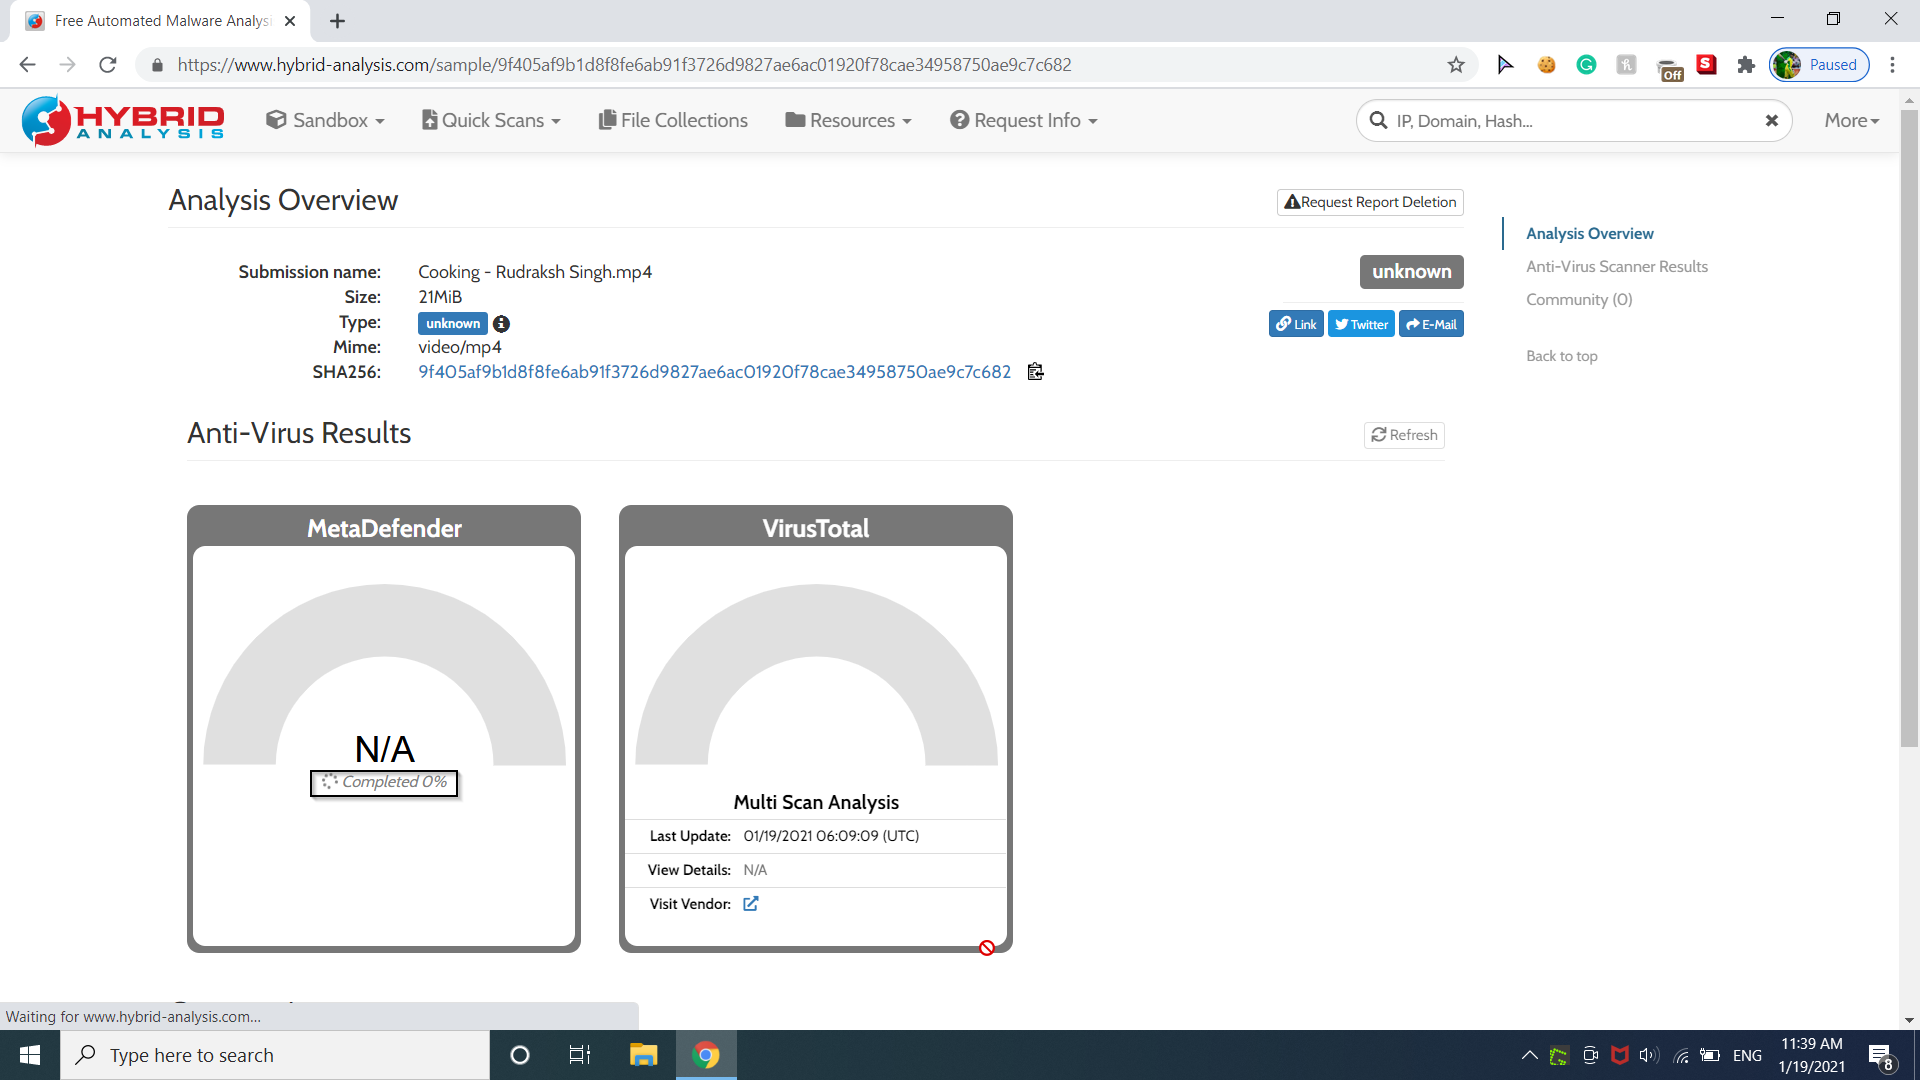 Free Automated Malware Analysi
https://www.hybrid-analysis.com/sample/9f405af9b1d8f8fe6ab91f3726d9827ae6ac01920f78cae34958750ae9c7c682
Off
S
Paused
HYBRID
ANALYSIS
Sandbox
Quick Scans
File Collections
Resources
Request Info
IP, Domain, Hash...
More
Analysis Overview
Request Report Deletion
Submission name: Cooking - Rudraksh Singh.mp4
Size: 21MiB
Type: unknown
Mime: video/mp4
SHA256: 9f405af9b1d8f8fe6ab91f3726d9827ae6ac01920f78cae34958750ae9c7c682
unknown
Link Twitter E-Mail
Analysis Overview
Anti-Virus Scanner Results
Community (0)
Back to top
Anti-Virus Results
Refresh
MetaDefender
N/A
Completed 0%
VirusTotal
Multi Scan Analysis
Last Update: 01/19/2021 06:09:09 (UTC)
View Details: N/A
Visit Vendor:
Waiting for www.hybrid-analysis.com...
Type here to search
ENG
11:39 AM
1/19/2021
8